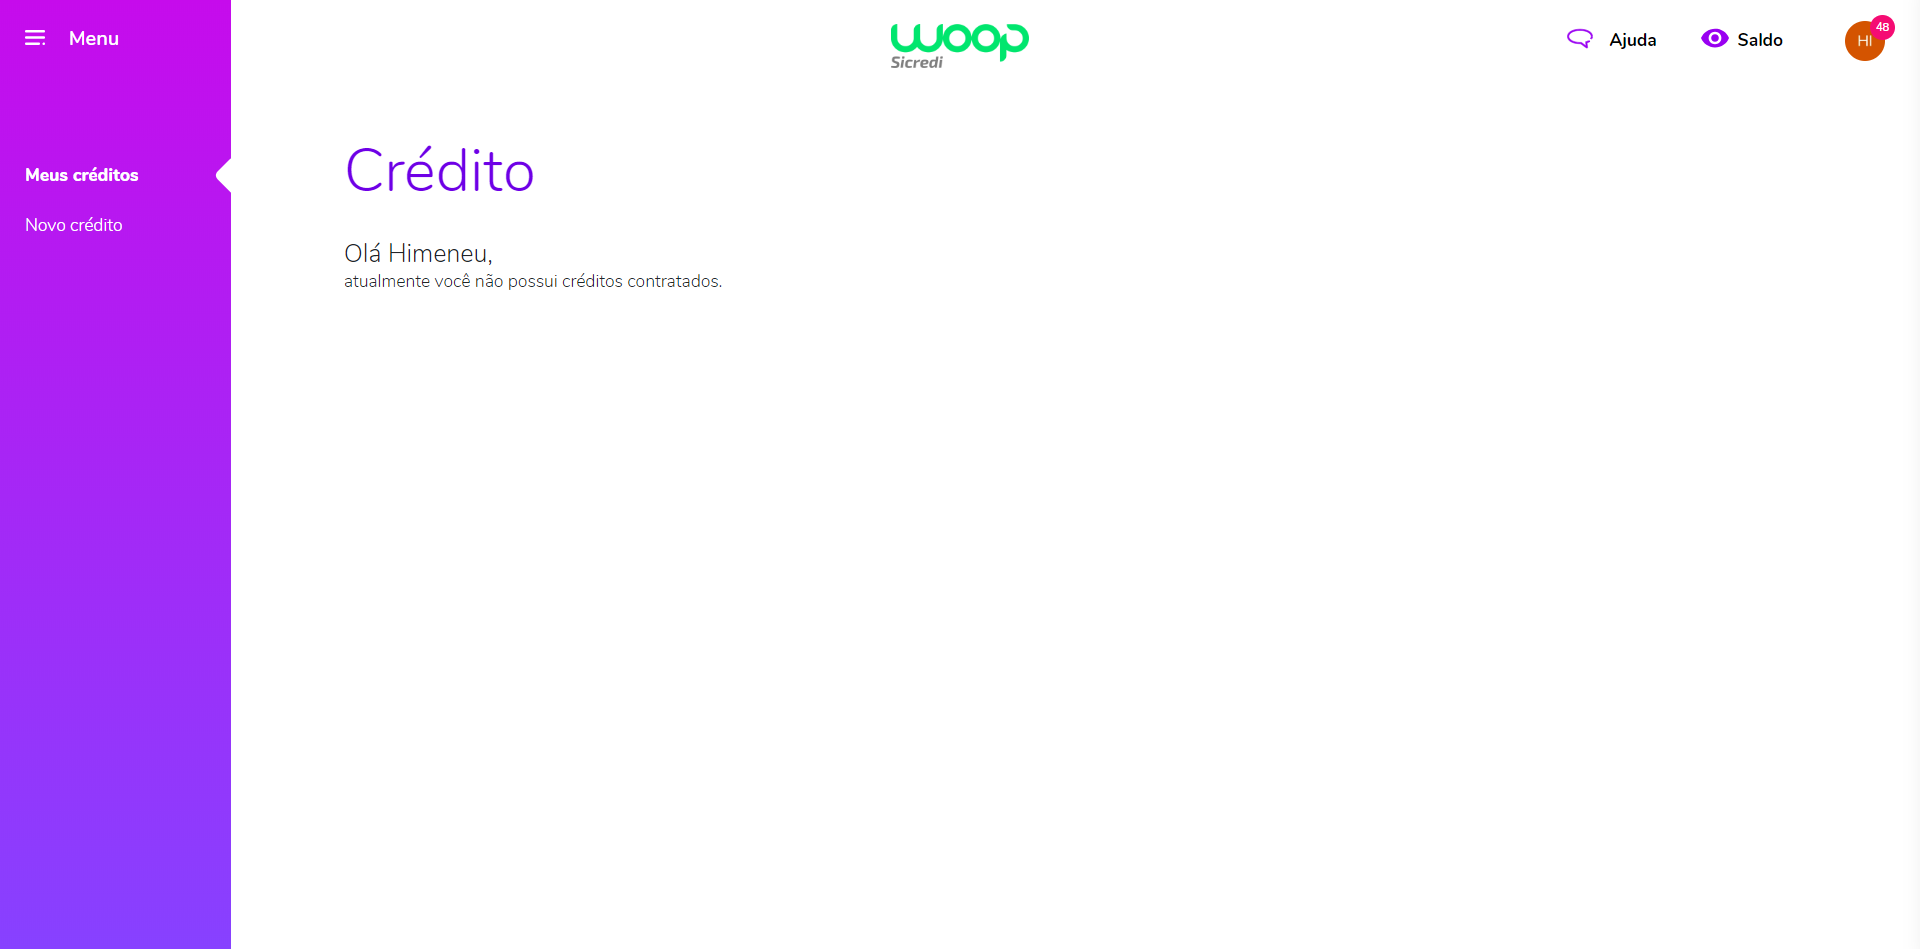 Menu
woop
Sicredi
Ajuda
Saldo
HI
48
Meus créditos
Novo crédito
Crédito
Olá Himeneu,
atualmente você não possui créditos contratados.